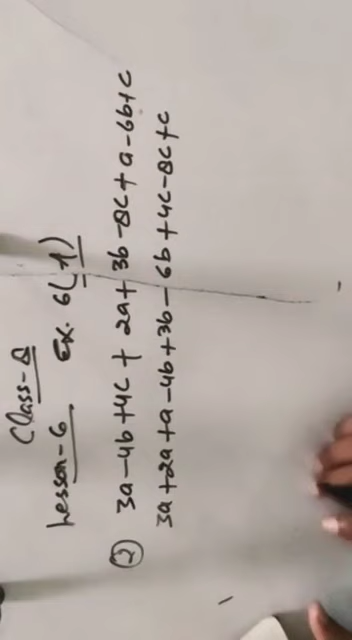 Class-8
Lesson-6 Ex. 6(A)
② 3a-4b+4c + 2a+3b-8c+a-6b+c
3a+2a+a-4b+3b-6b+4c-8c+c